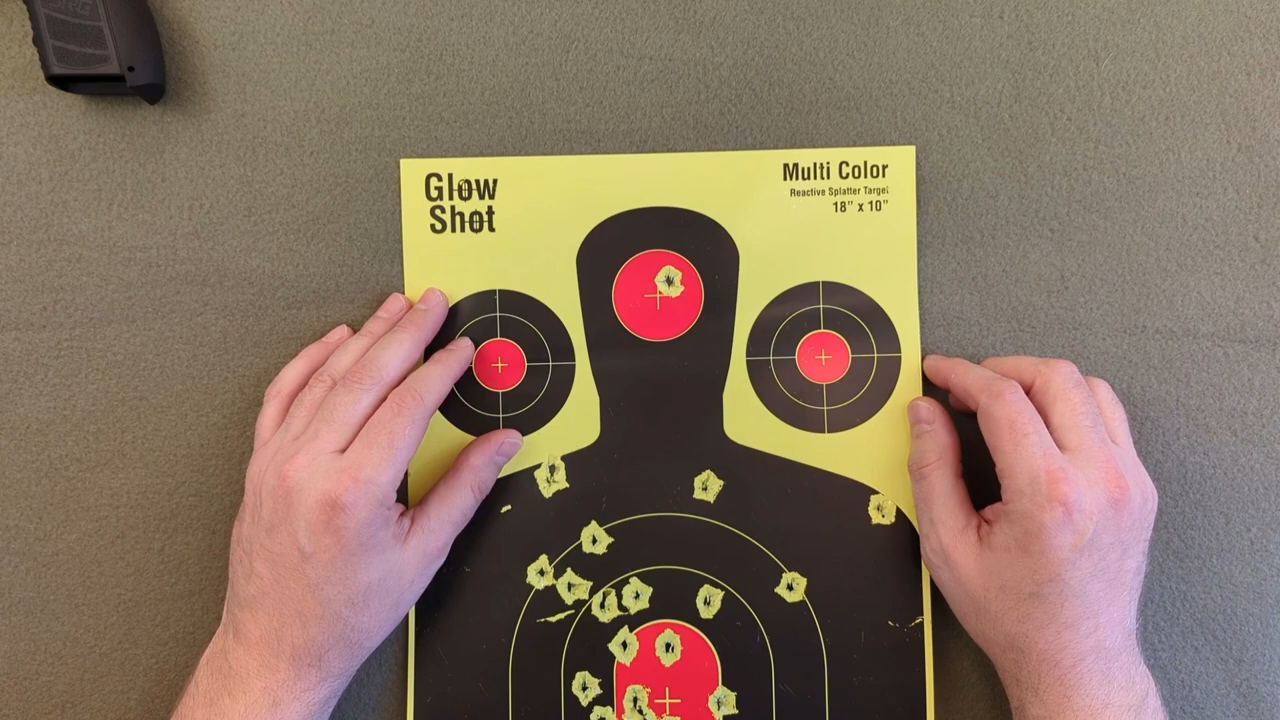 Glow
Shot
Multi Color
Reactive Splatter Target
18” x 10”